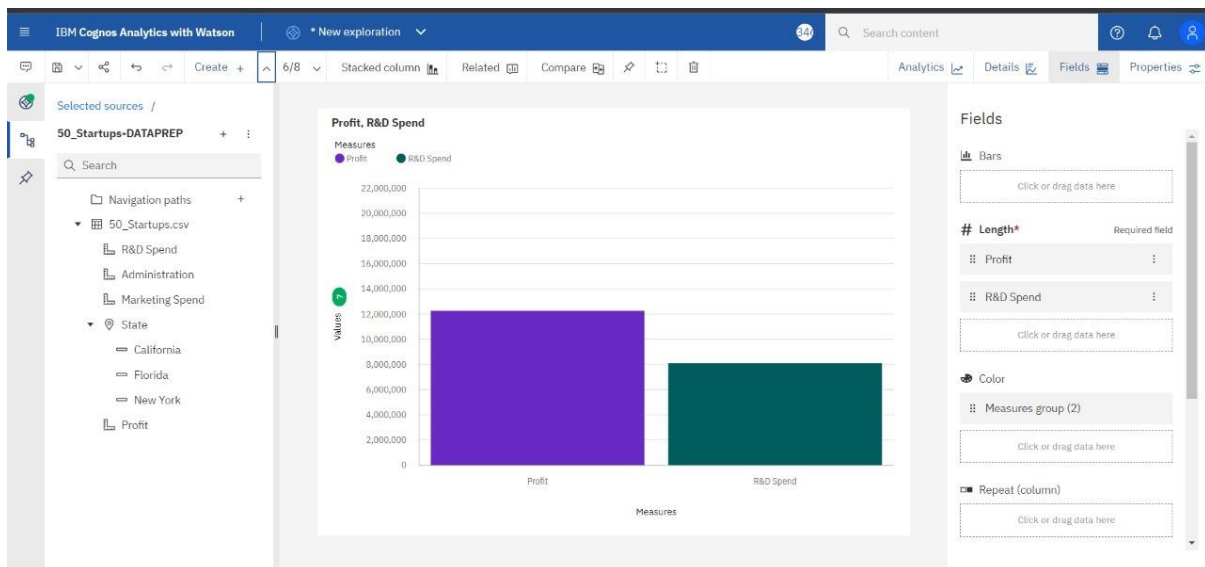 IBM Cognos Analytics with Watson
* New exploration
Search content
Create +
6/8
Stacked column
Related
Compare
Analytics
Details
Fields
Properties
Selected sources /
50_Startups-DATAPREP
Search
Navigation paths
50_Startups.csv
R&D Spend
Administration
Marketing Spend
State
California
Florida
New York
Profit
Profit, R&D Spend
Measures
Profit R&D Spend
22,000,000
20,000,000
18,000,000
16,000,000
14,000,000
12,000,000
10,000,000
8,000,000
6,000,000
4,000,000
2,000,000
0
Values
7
Profit R&D Spend
Measures
Fields
Bars
Click or drag data here
# Length* Required field
Profit
R&D Spend
Click or drag data here
Color
Measures group (2)
Click or drag data here
Repeat (column)
Click or drag data here